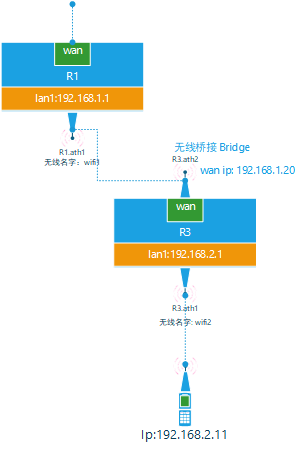 wan
R1
lan1:192.168.1.1
R1.ath1
无线名字：wifi1
无线桥接 Bridge
R3.ath2
wan ip: 192.168.1.20
wan
R3
lan1:192.168.2.1
R3.ath1
无线名字: wifi2
Ip:192.168.2.11